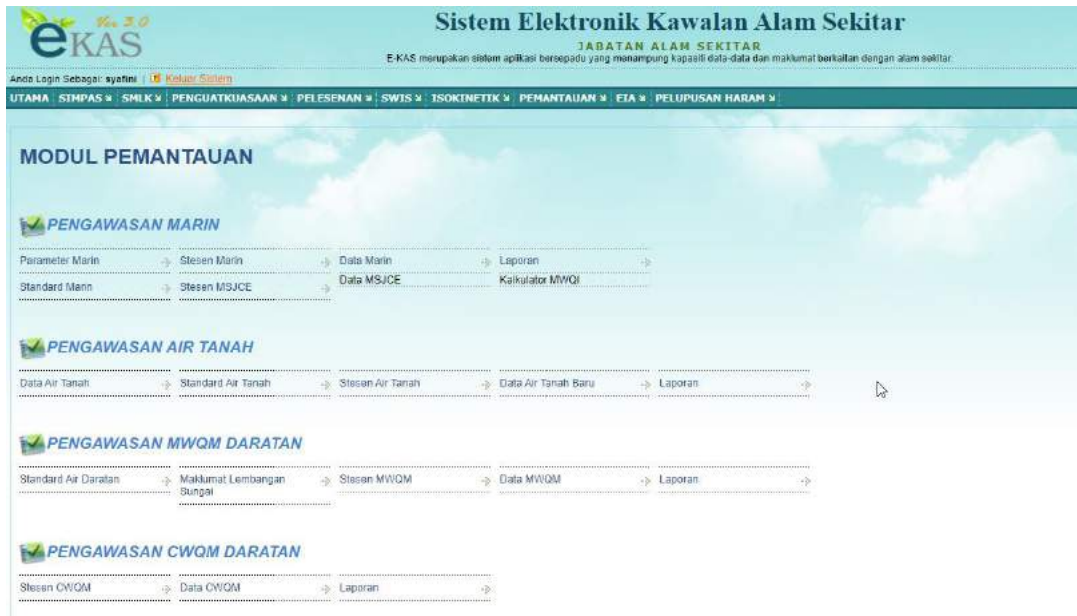 Ver 3.0
eKAS
Sistem Elektronik Kawalan Alam Sekitar
JABATAN ALAM SEKITAR
E-KAS merupakan sistem aplikasi bersepadu yang menampung kapasiti data-data dan maklumat berkaitan dengan alam sekitar.
Anda Login Sebagai: syafini | Keluar Sistem
UTAMA SIMPAS SMLK PENGUATKUASAAN PELESENAN SWIS ISOKINETIK PEMANTAUAN EIA PELUPUSAN HARAM
MODUL PEMANTAUAN
PENGAWASAN MARIN
Parameter Marin Stesen Marin Data Marin Laporan
Standard Marin Stesen MSJCE Data MSJCE Kalkulator MWQI
PENGAWASAN AIR TANAH
Data Air Tanah Standard Air Tanah Stesen Air Tanah Data Air Tanah Baru Laporan
PENGAWASAN MWQM DARATAN
Standard Air Daratan Maklumat Lembangan Sungai Stesen MWQM Data MWQM Laporan
PENGAWASAN CWQM DARATAN
Stesen CWQM Data CWQM Laporan